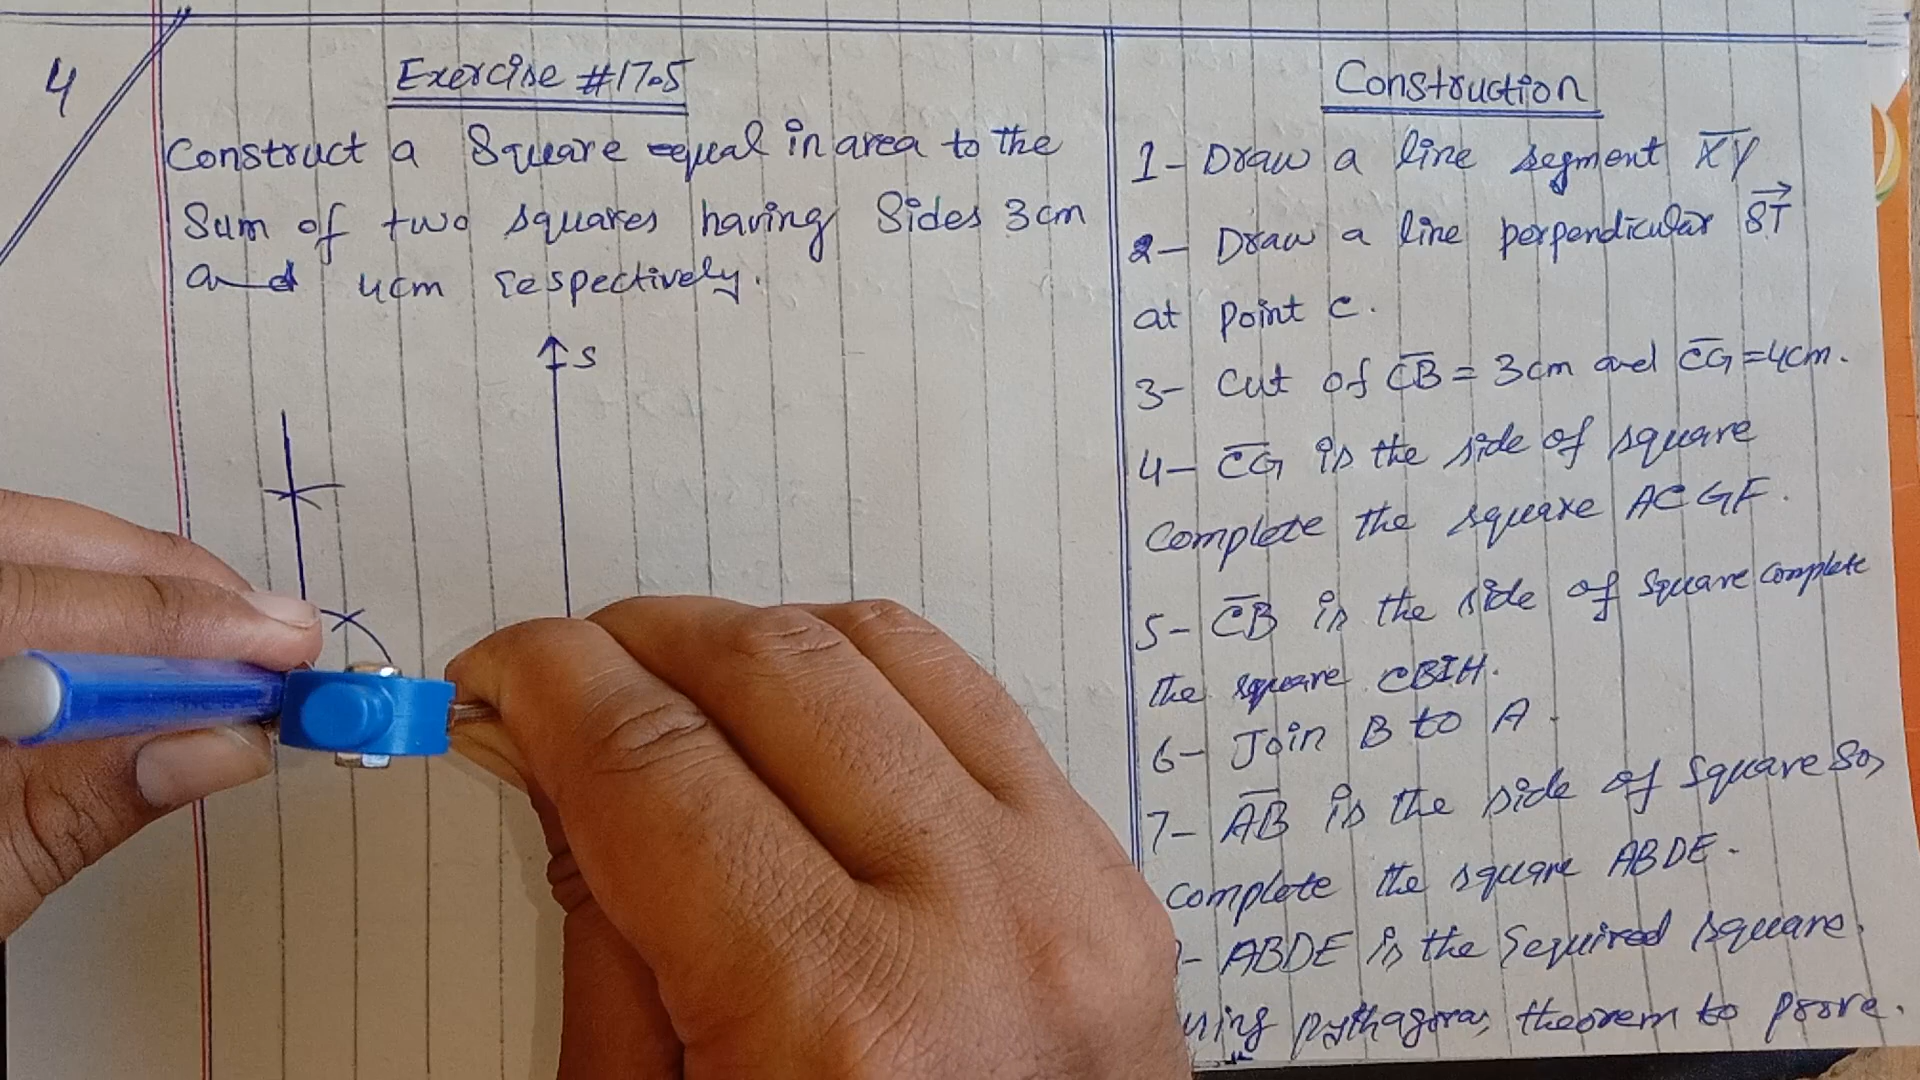 4
Exercise #17.5
Construct a Square equal in area to the
Sum of two squares having Sides 3cm
and 4cm respectively.
S
Construction
1- Draw a line segment XY
2- Draw a line perpendicular ST
at point C.
3- Cut of CB = 3cm and CG = 4cm.
4- CG is the side of square
Complete the square ACGF.
5- CB is the side of Square complete
the square CBIH.
6- Join B to A.
7- AB is the side of Square So,
Complete the square ABDE.
- ABDE is the required square.
using pythagoras theorem to prove.